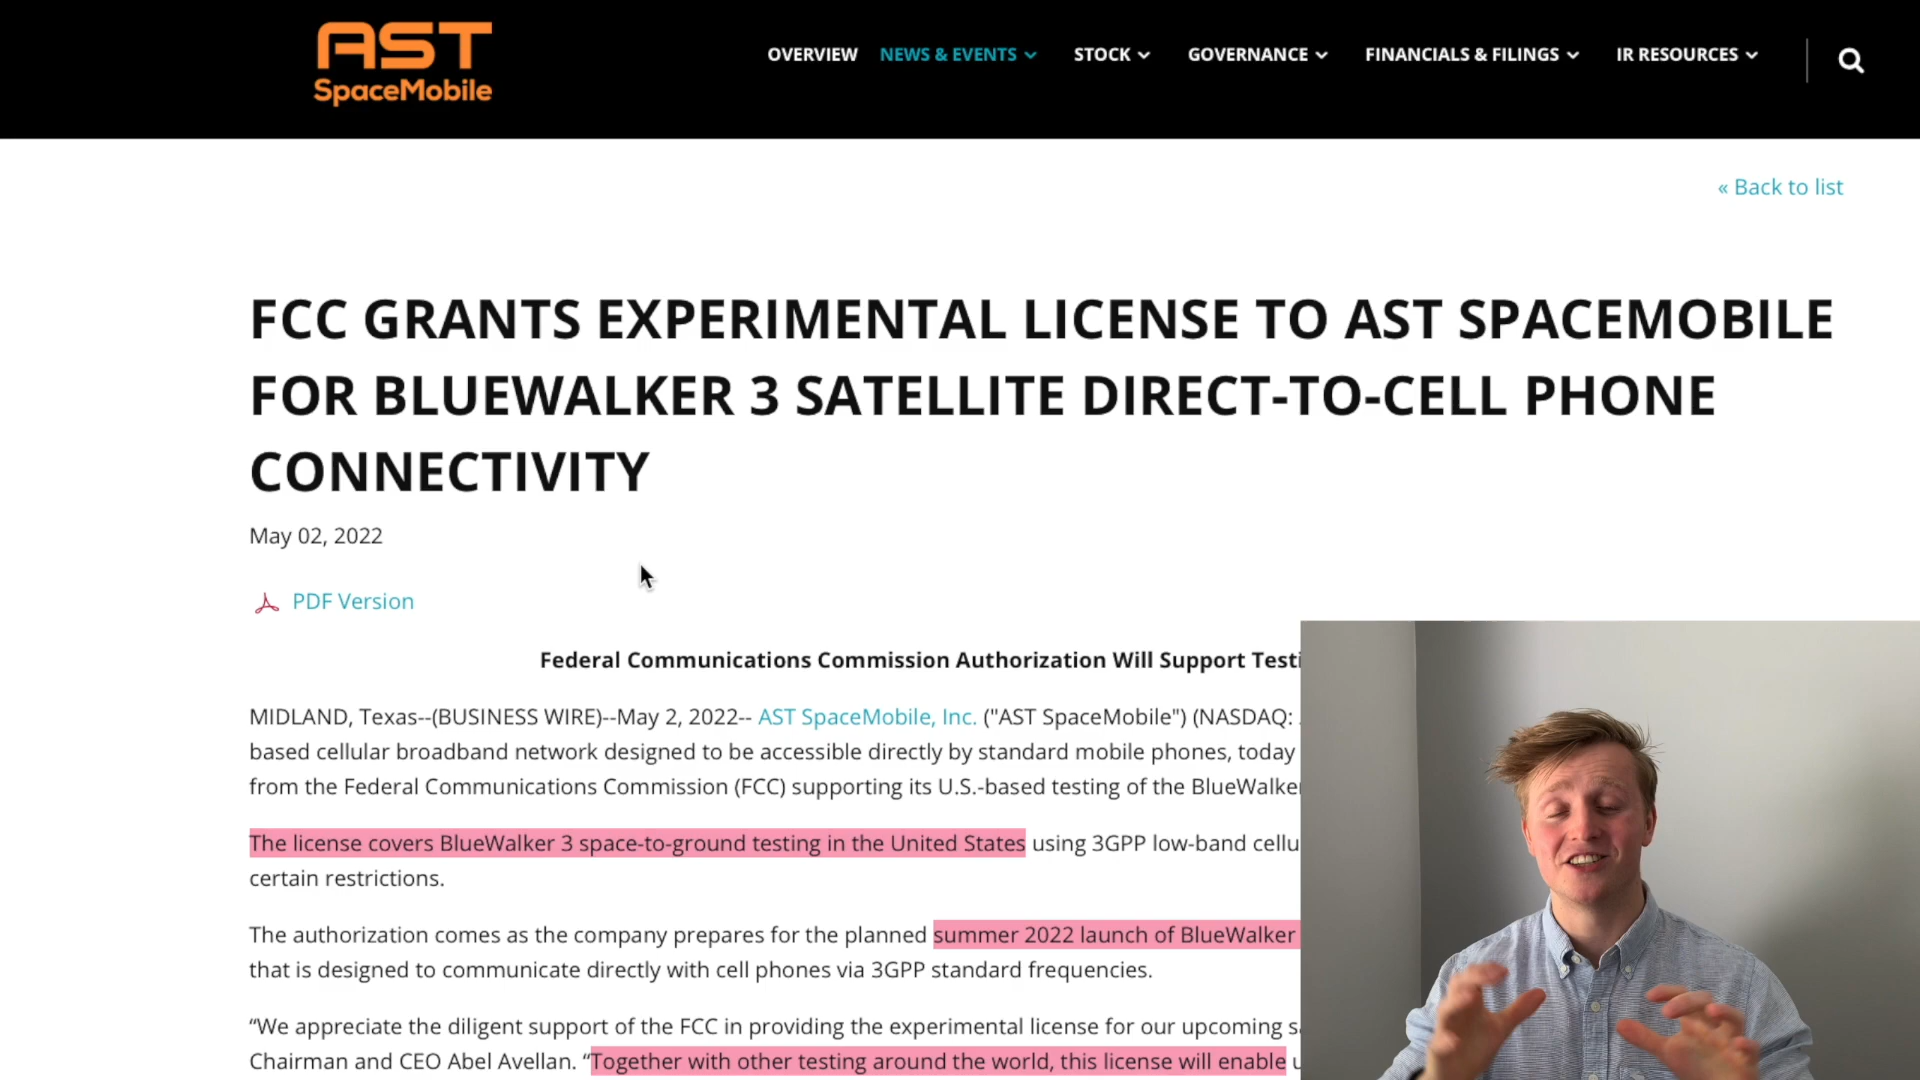 AST
SpaceMobile
OVERVIEW NEWS & EVENTS STOCK GOVERNANCE FINANCIALS & FILINGS IR RESOURCES
« Back to list
FCC GRANTS EXPERIMENTAL LICENSE TO AST SPACEMOBILE
FOR BLUEWALKER 3 SATELLITE DIRECT-TO-CELL PHONE
CONNECTIVITY
May 02, 2022
PDF Version
Federal Communications Commission Authorization Will Support
MIDLAND, Texas--(BUSINESS WIRE)--May 2, 2022-- AST SpaceMobile, Inc. ("AST SpaceMobile") (NASDAQ:
based cellular broadband network designed to be accessible directly by standard mobile phones, today
from the Federal Communications Commission (FCC) supporting its U.S.-based testing of the BlueWalker
The license covers BlueWalker 3 space-to-ground testing in the United States using 3GPP low-band
certain restrictions.
The authorization comes as the company prepares for the planned summer 2022 launch of BlueWalker
that is designed to communicate directly with cell phones via 3GPP standard frequencies.
“We appreciate the diligent support of the FCC in providing the experimental license for our upcoming
Chairman and CEO Abel Avellan. “Together with other testing around the world, this license will enable